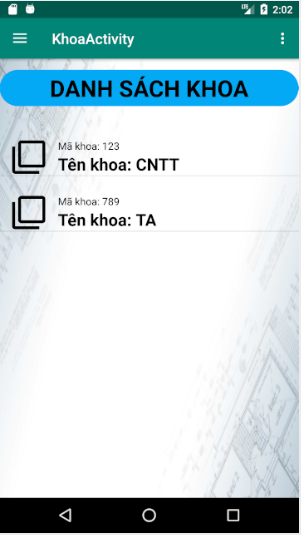 2:02
KhoaActivity
DANH SÁCH KHOA
Mã khoa: 123
Tên khoa: CNTT
Mã khoa: 789
Tên khoa: TA